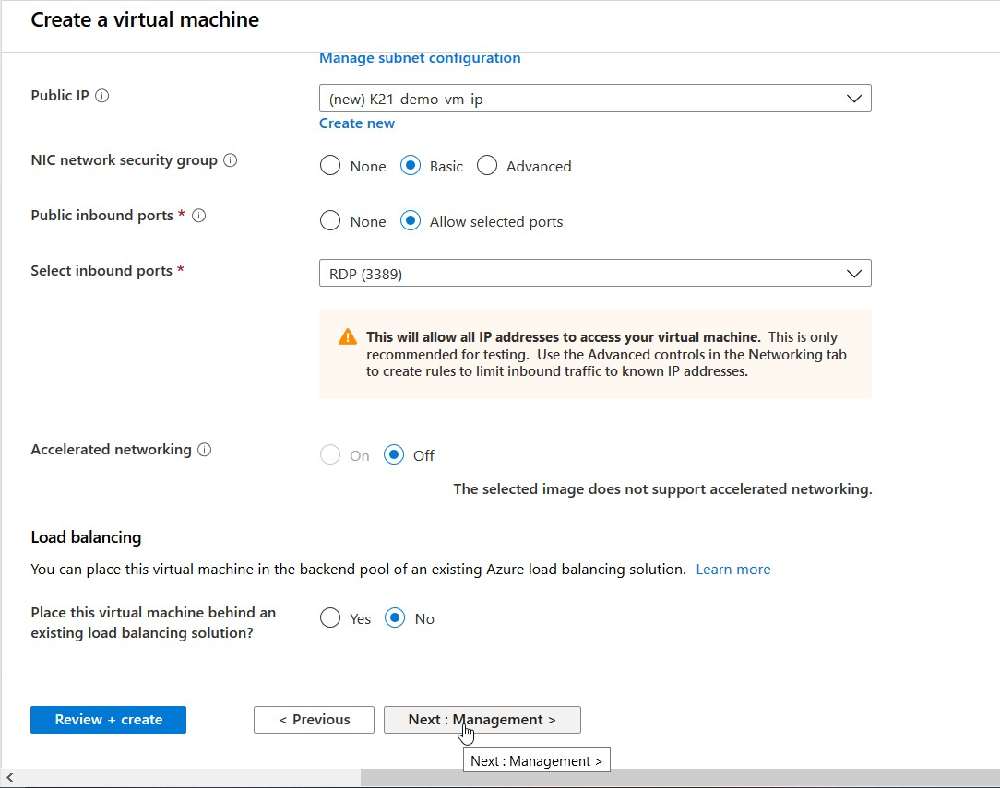 Create a virtual machine
Manage subnet configuration
Public IP
(new) K21-demo-vm-ip
Create new
NIC network security group
None Basic Advanced
Public inbound ports *
None Allow selected ports
Select inbound ports *
RDP (3389)
This will allow all IP addresses to access your virtual machine. This is only
recommended for testing. Use the Advanced controls in the Networking tab
to create rules to limit inbound traffic to known IP addresses.
Accelerated networking
On Off
The selected image does not support accelerated networking.
Load balancing
You can place this virtual machine in the backend pool of an existing Azure load balancing solution. Learn more
Place this virtual machine behind an
existing load balancing solution?
Yes No
Review + create
< Previous
Next : Management >
Next : Management >